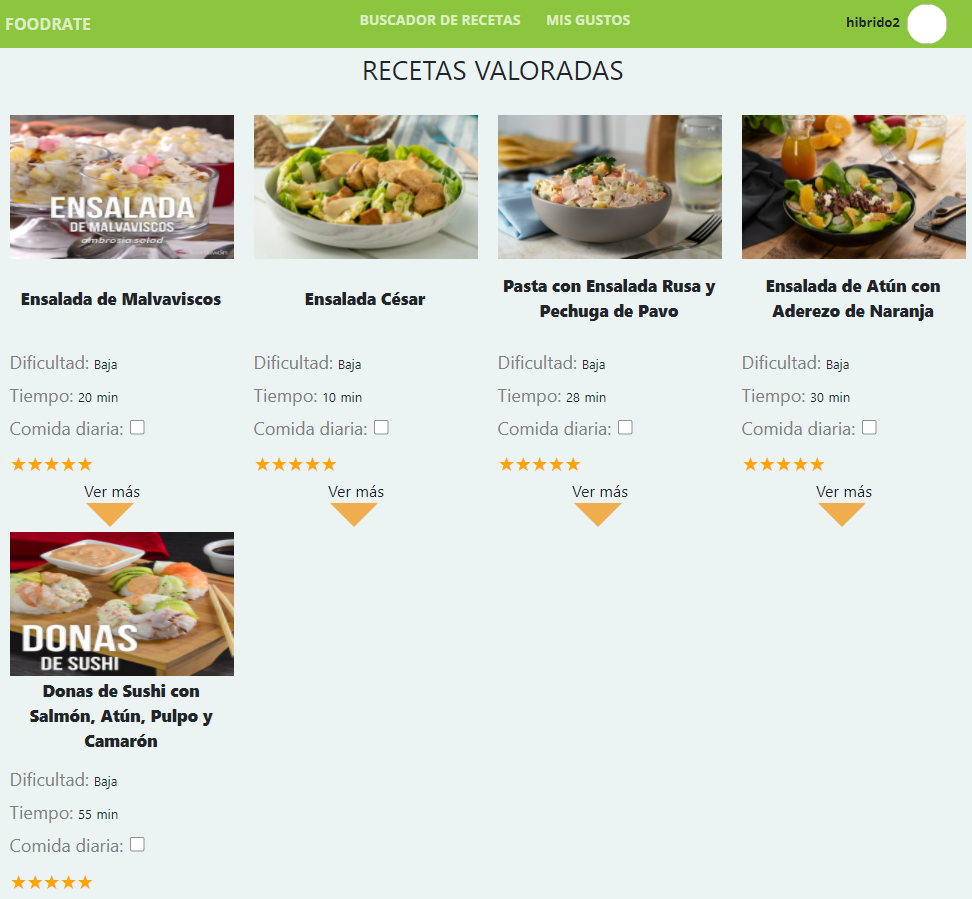 FOODRATE
BUSCADOR DE RECETAS
MIS GUSTOS
hibrido2
RECETAS VALORADAS
ENSALADA
DE MALVAVISCOS
ambrosia salad
Ensalada de Malvaviscos
Dificultad: Baja
Tiempo: 20 min
Comida diaria:
★★★★★
Ver más
Ensalada César
Dificultad: Baja
Tiempo: 10 min
Comida diaria:
★★★★★
Ver más
Pasta con Ensalada Rusa y
Pechuga de Pavo
Dificultad: Baja
Tiempo: 28 min
Comida diaria:
★★★★★
Ver más
Ensalada de Atún con
Aderezo de Naranja
Dificultad: Baja
Tiempo: 30 min
Comida diaria:
★★★★★
Ver más
DONAS
DE SUSHI
Donas de Sushi con
Salmón, Atún, Pulpo y
Camarón
Dificultad: Baja
Tiempo: 55 min
Comida diaria:
★★★★★